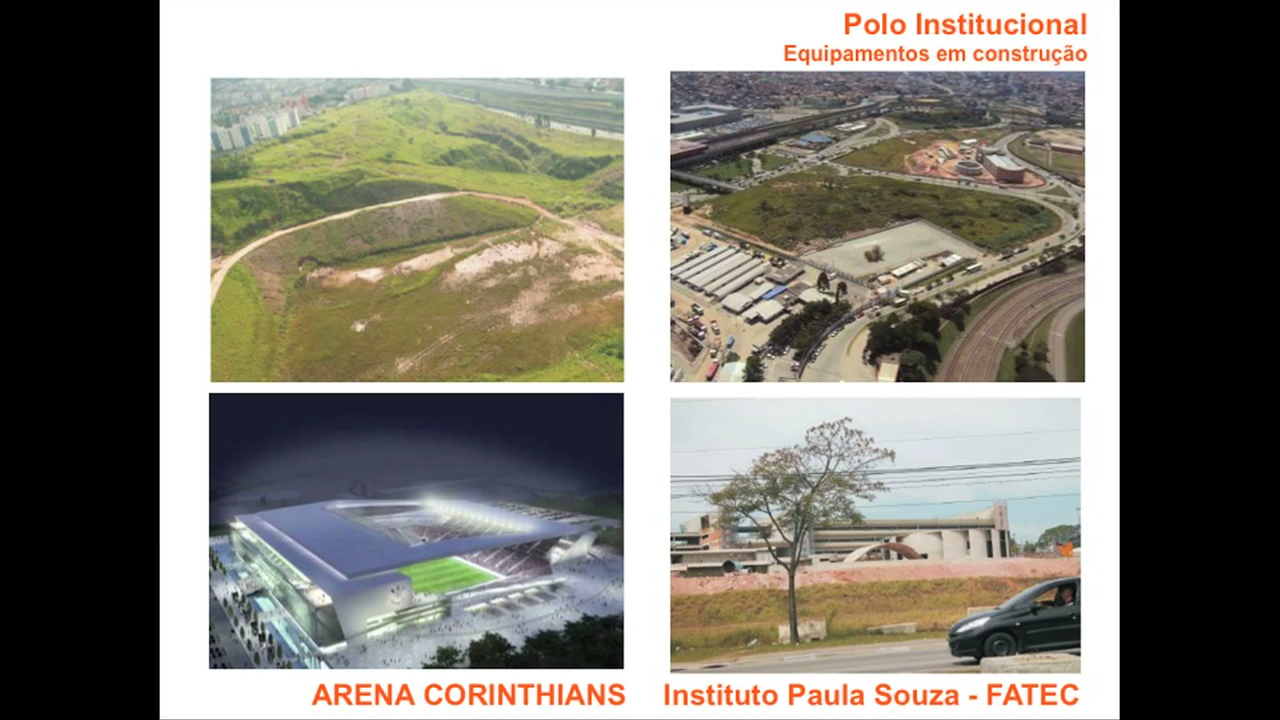 Polo Institucional
Equipamentos em construção
ARENA CORINTHIANS
Instituto Paula Souza - FATEC